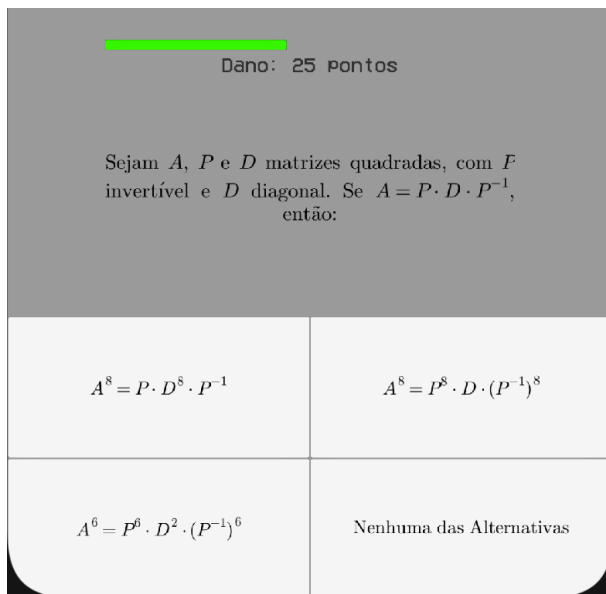 Dano: 25 pontos
Sejam A, P e D matrizes quadradas, com P
invertível e D diagonal. Se A = P · D · P⁻¹,
então:
A⁸ = P · D⁸ · P⁻¹
A⁸ = P⁸ · D · (P⁻¹)⁸
A⁶ = P⁶ · D² · (P⁻¹)⁶
Nenhuma das Alternativas